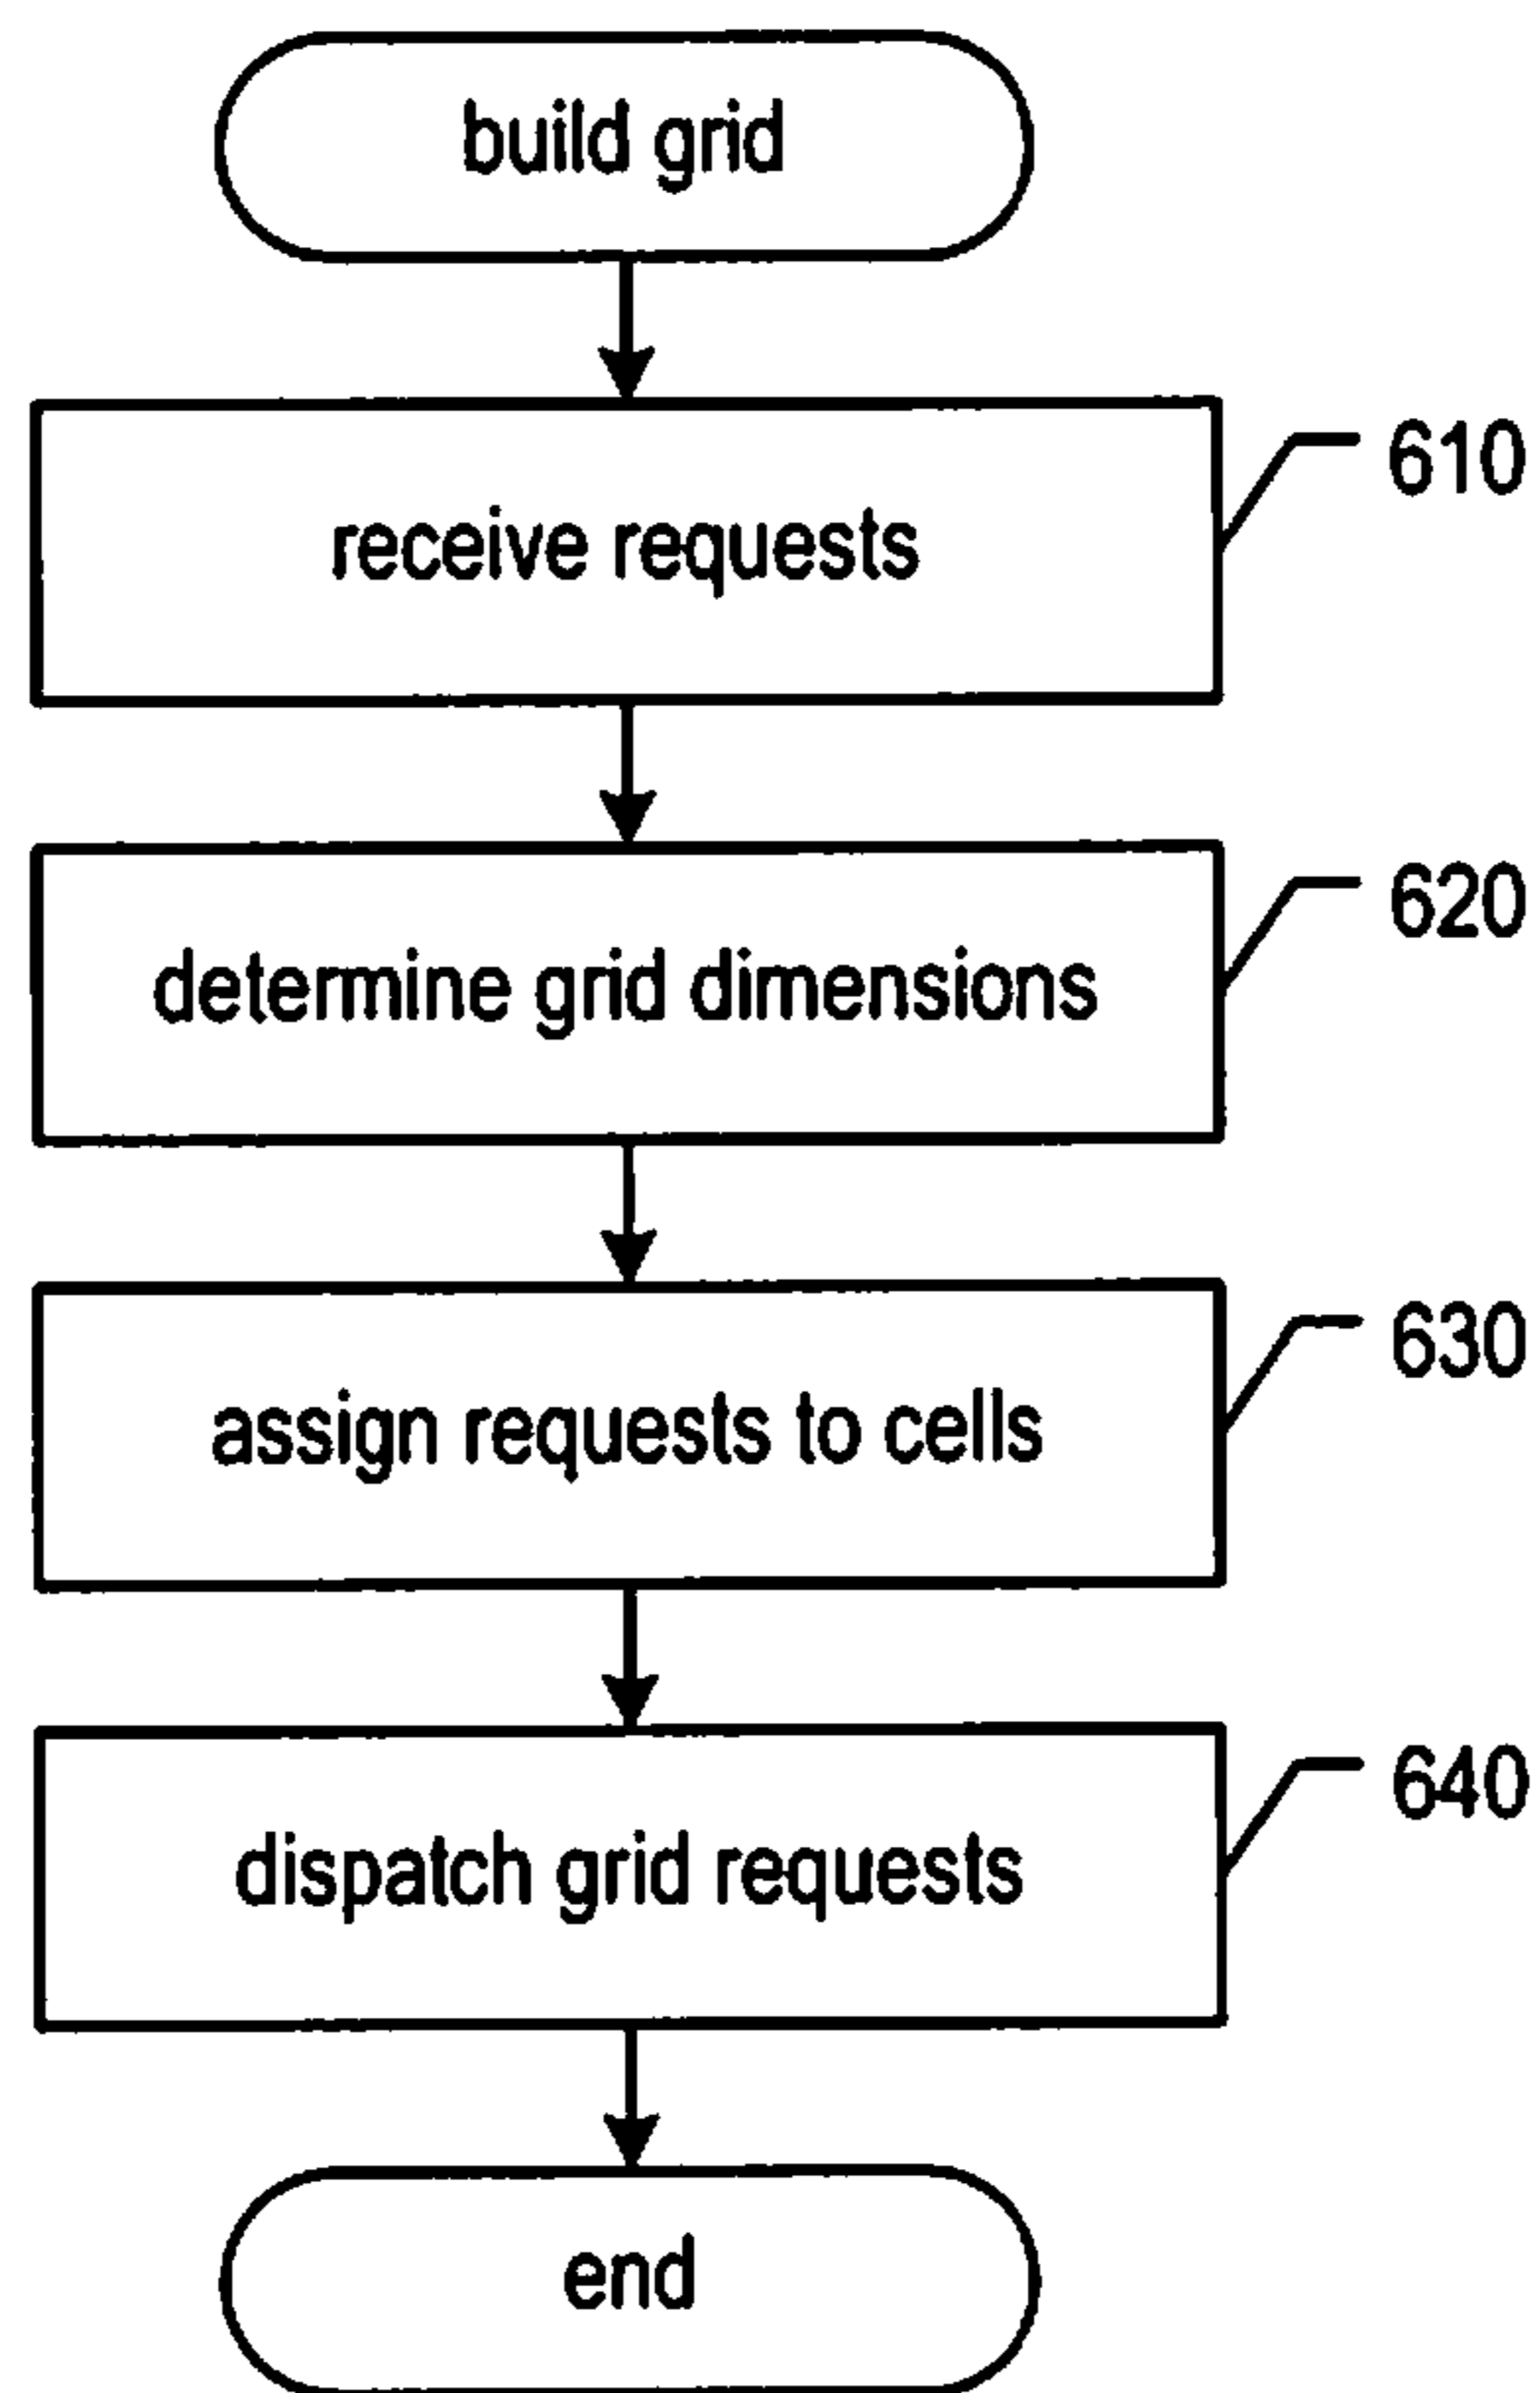 build grid
receive requests
610
determine grid dimensions
620
assign requests to cells
630
dispatch grid requests
640
end